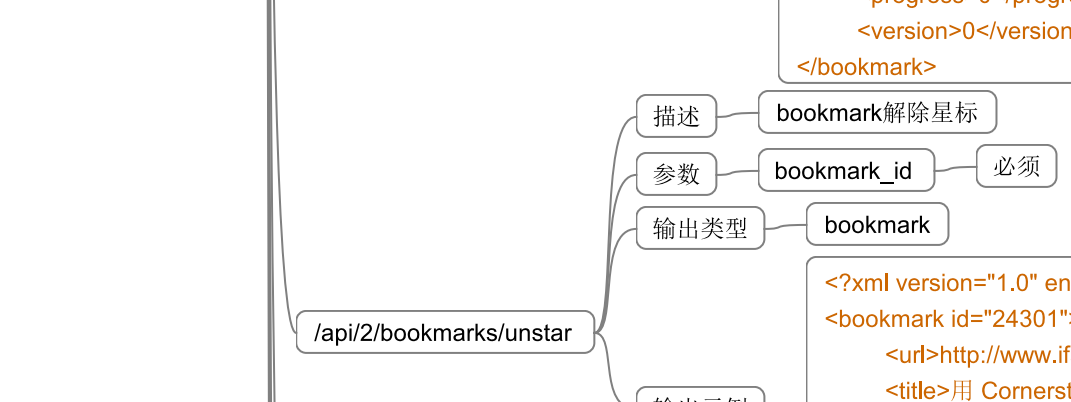 <version>0</version
</bookmark>
描述
bookmark解除星标
参数
bookmark_id
必须
输出类型
bookmark
/api/2/bookmarks/unstar
<?xml version="1.0" en
<bookmark id="24301"
<url>http://www.if
<title>用 Cornerst